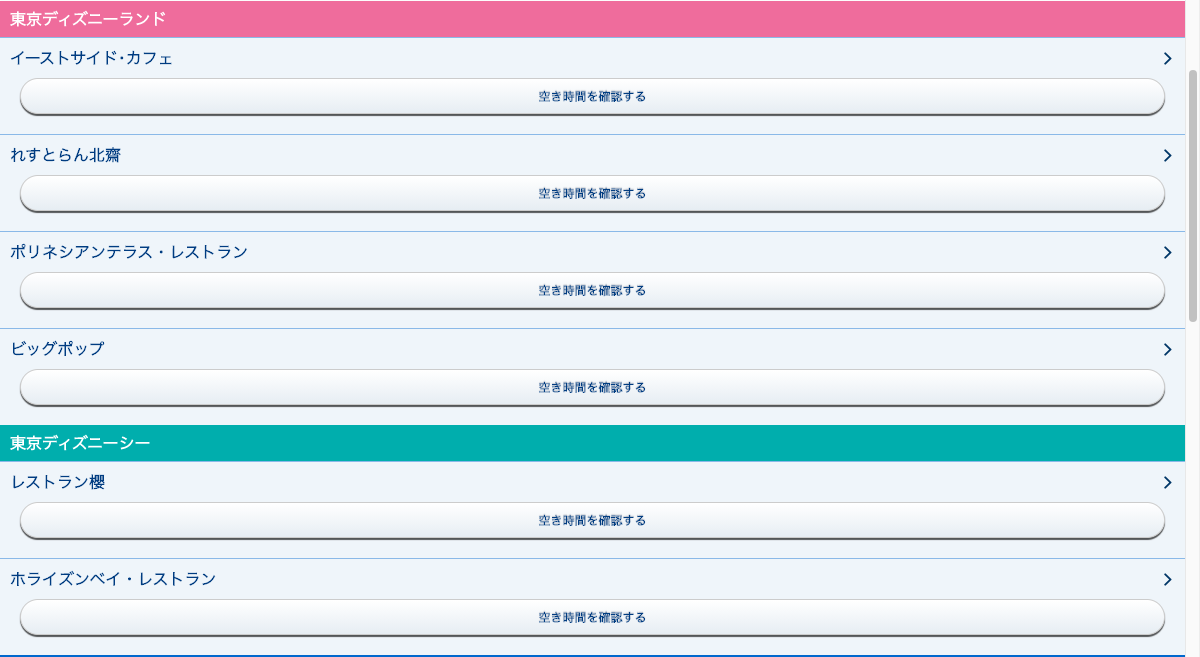 東京ディズニーランド
イーストサイド・カフェ
空き時間を確認する
れすとらん北齋
空き時間を確認する
ポリネシアンテラス・レストラン
空き時間を確認する
ビッグポップ
空き時間を確認する
東京ディズニーシー
レストラン櫻
空き時間を確認する
ホライズンベイ・レストラン
空き時間を確認する